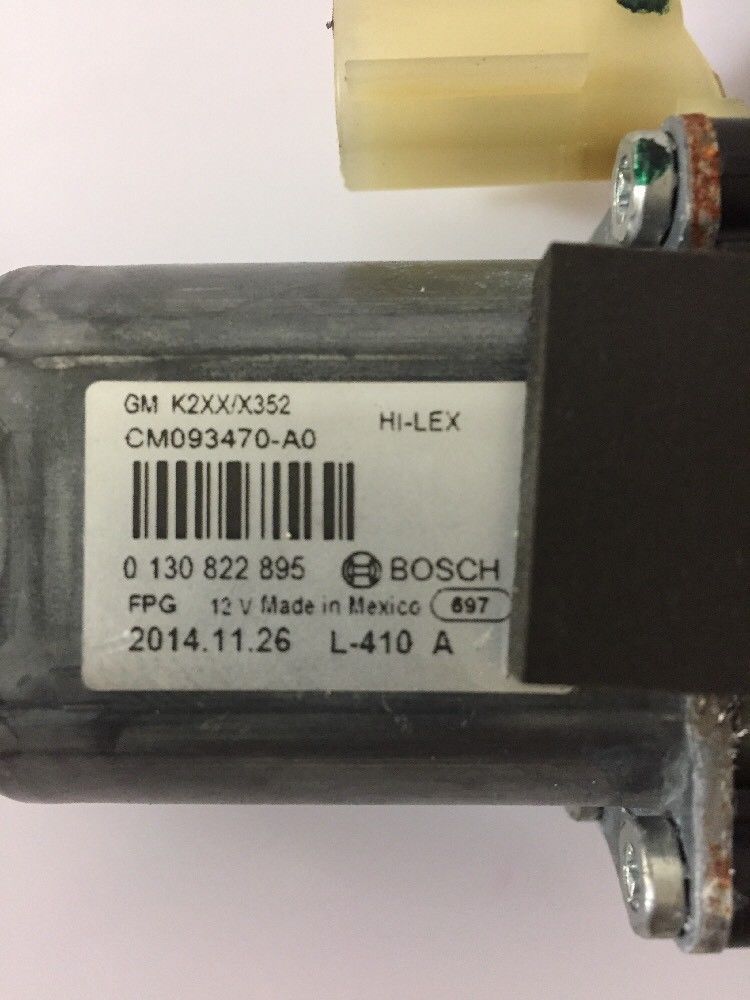 GM K2XX/X352
HI-LEX
CM093470-A0
0 130 822 895 BOSCH
FPG 12 V Made in Mexico 697
2014.11.26 L-410 A